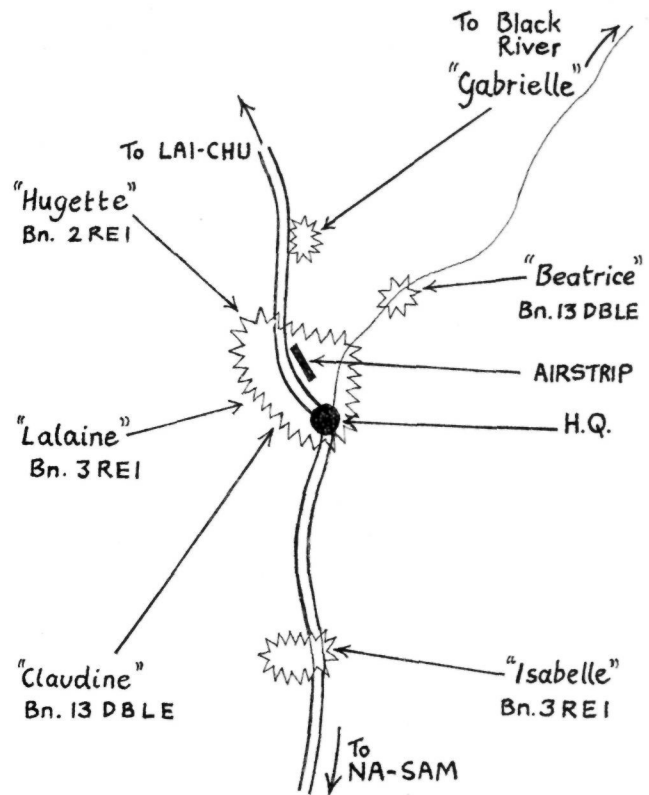 To Black
River
"Gabrielle"
To LAI-CHU
"Hugette"
Bn. 2 REI
"Beatrice"
Bn. 13 DBLE
AIRSTRIP
"Lalaine"
Bn. 3 REI
H.Q.
"Claudine"
Bn. 13 DBLE
"Isabelle"
Bn. 3 REI
To
NA-SAM